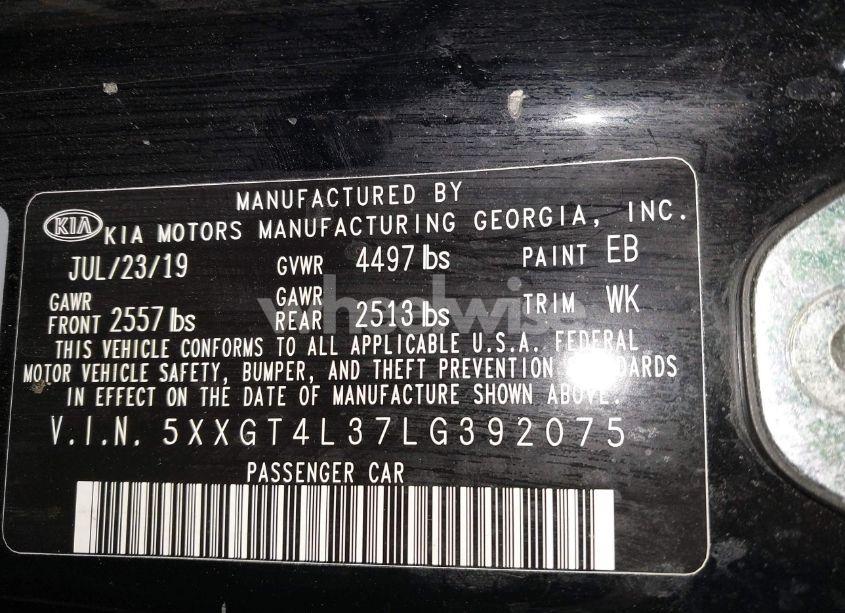 MANUFACTURED BY
KIA KIA MOTORS MANUFACTURING GEORGIA, INC.
JUL/23/19 GVWR 4497 lbs PAINT EB
GAWR FRONT 2557 lbs GAWR REAR 2513 lbs TRIM WK
THIS VEHICLE CONFORMS TO ALL APPLICABLE U.S.A. FEDERAL
MOTOR VEHICLE SAFETY, BUMPER, AND THEFT PREVENTION STANDARDS
IN EFFECT ON THE DATE OF MANUFACTURE SHOWN ABOVE.
V.I.N. 5XXGT4L37LG392075
PASSENGER CAR